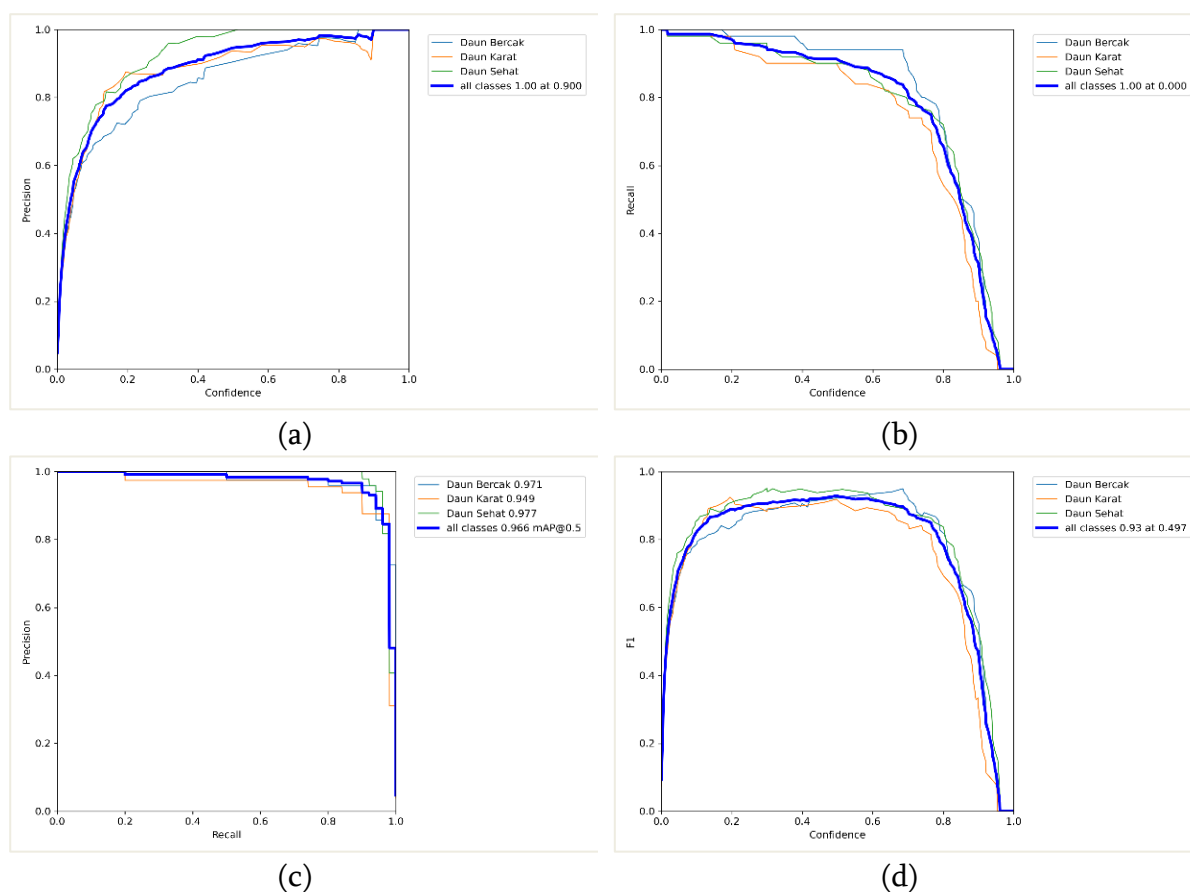 1.0
0.8
0.6
0.4
0.2
0.0
Precision
0.0 0.2 0.4 0.6 0.8 1.0
Confidence
Daun Bercak
Daun Karat
Daun Sehat
all classes 1.00 at 0.900
(a)
1.0
0.8
0.6
0.4
0.2
0.0
Recall
0.0 0.2 0.4 0.6 0.8 1.0
Confidence
Daun Bercak
Daun Karat
Daun Sehat
all classes 1.00 at 0.000
(b)
1.0
0.8
0.6
0.4
0.2
0.0
Precision
0.0 0.2 0.4 0.6 0.8 1.0
Recall
Daun Bercak 0.971
Daun Karat 0.949
Daun Sehat 0.977
all classes 0.966 mAP@0.5
(c)
1.0
0.8
0.6
0.4
0.2
0.0
F1
0.0 0.2 0.4 0.6 0.8 1.0
Confidence
Daun Bercak
Daun Karat
Daun Sehat
all classes 0.93 at 0.497
(d)